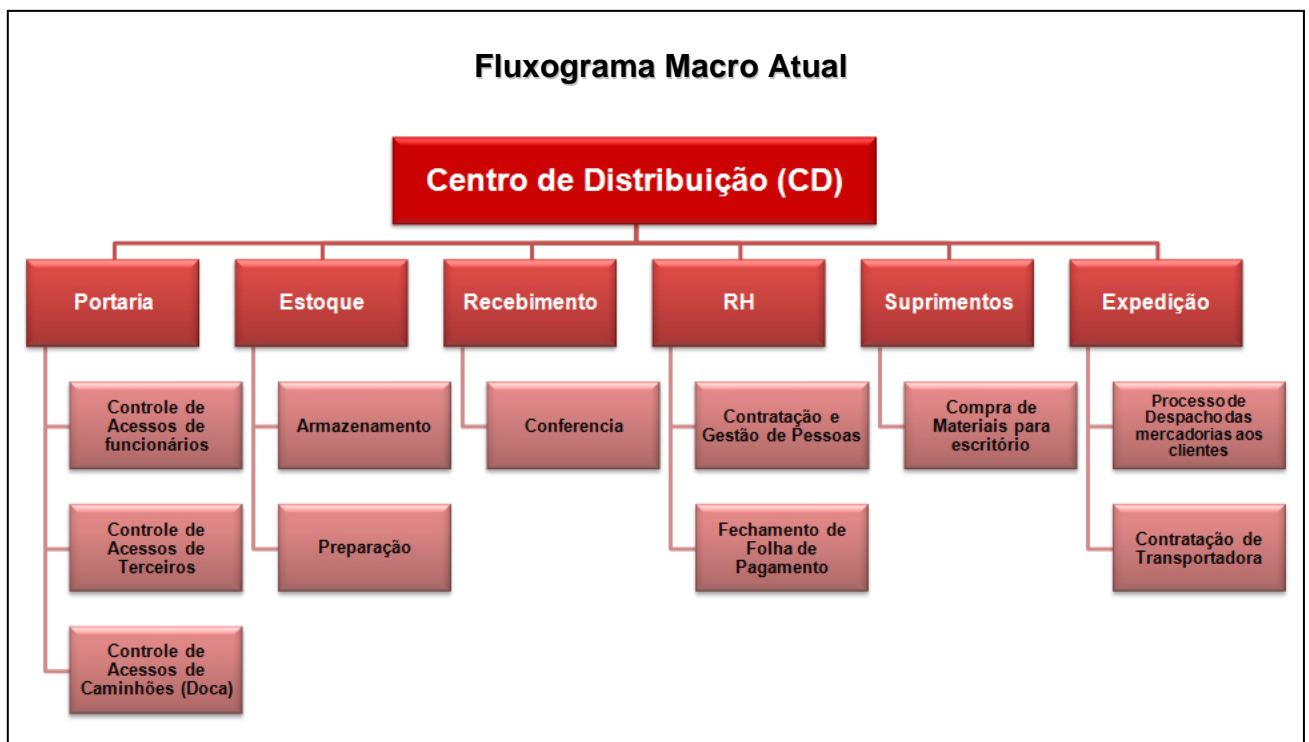 Fluxograma Macro Atual
Centro de Distribuição (CD)
Portaria
Estoque
Recebimento
RH
Suprimentos
Expedição
Controle de
Acessos de
funcionários
Armazenamento
Conferencia
Contratação e
Gestão de Pessoas
Compra de
Materiais para
escritório
Processo de
Despacho das
mercadorias aos
clientes
Controle de
Acessos de
Terceiros
Preparação
Fechamento de
Folha de
Pagamento
Contratação de
Transportadora
Controle de
Acessos de
Caminhões (Doca)